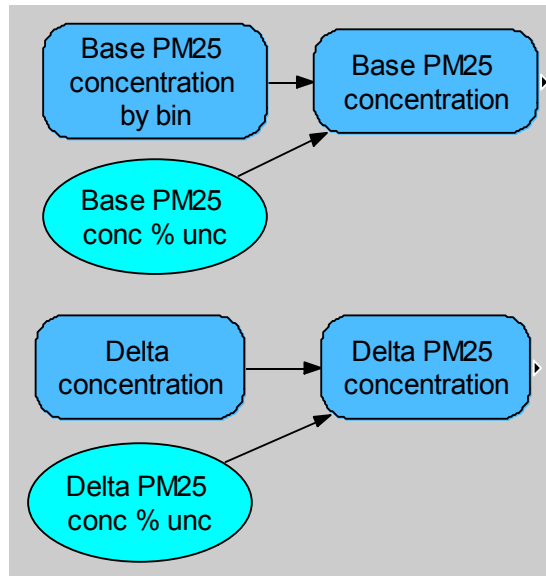 Base PM25
concentration
by bin
Base PM25
concentration
Base PM25
conc % unc
Delta
concentration
Delta PM25
concentration
Delta PM25
conc % unc